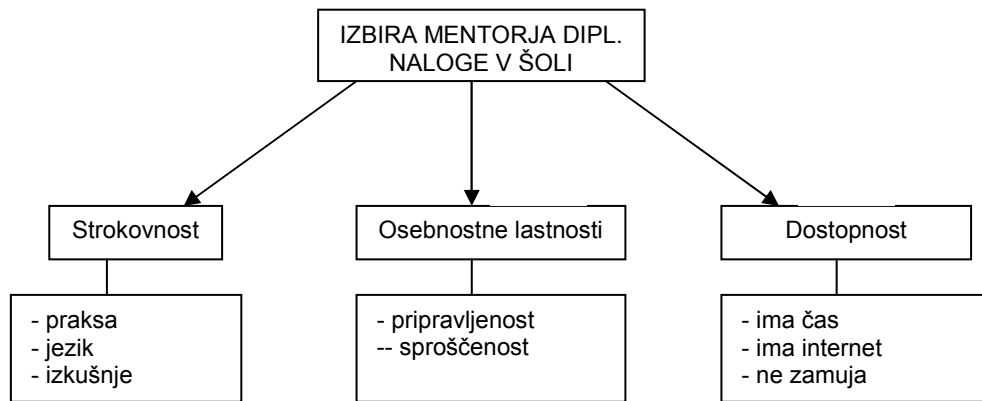 IZBIRA MENTORJA DIPL.
NALOGE V ŠOLI
Strokovnost
Osebnostne lastnosti
Dostopnost
- praksa
- jezik
- izkušnje
- pripravljenost
-- sproščenost
- ima čas
- ima internet
- ne zamuja